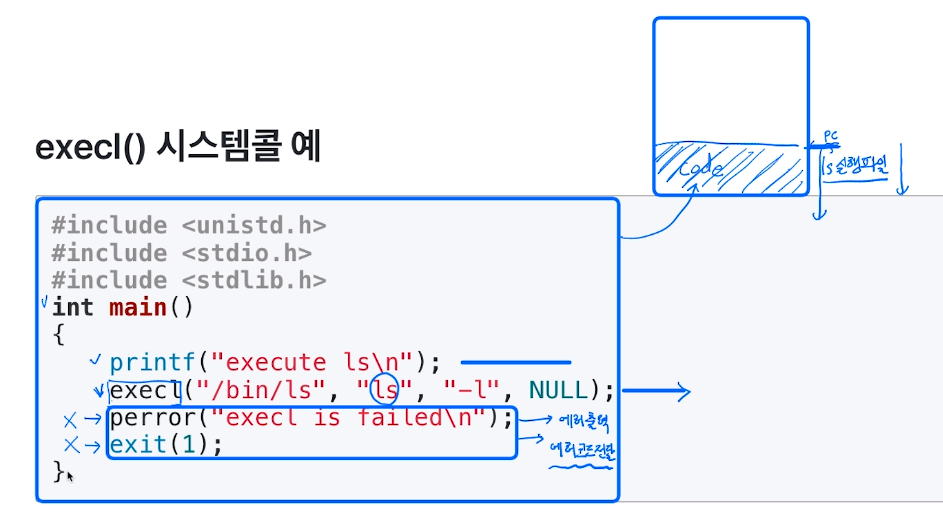 execl() 시스템콜 예
PC
code
ls 실행파일
#include <unistd.h>
#include <stdio.h>
#include <stdlib.h>
int main()
{
printf("execute ls\n");
execl("/bin/ls", "ls", "-l", NULL);
X → perror("execl is failed\n"); → 에러출력
X → exit(1); → 에러코드전달
}